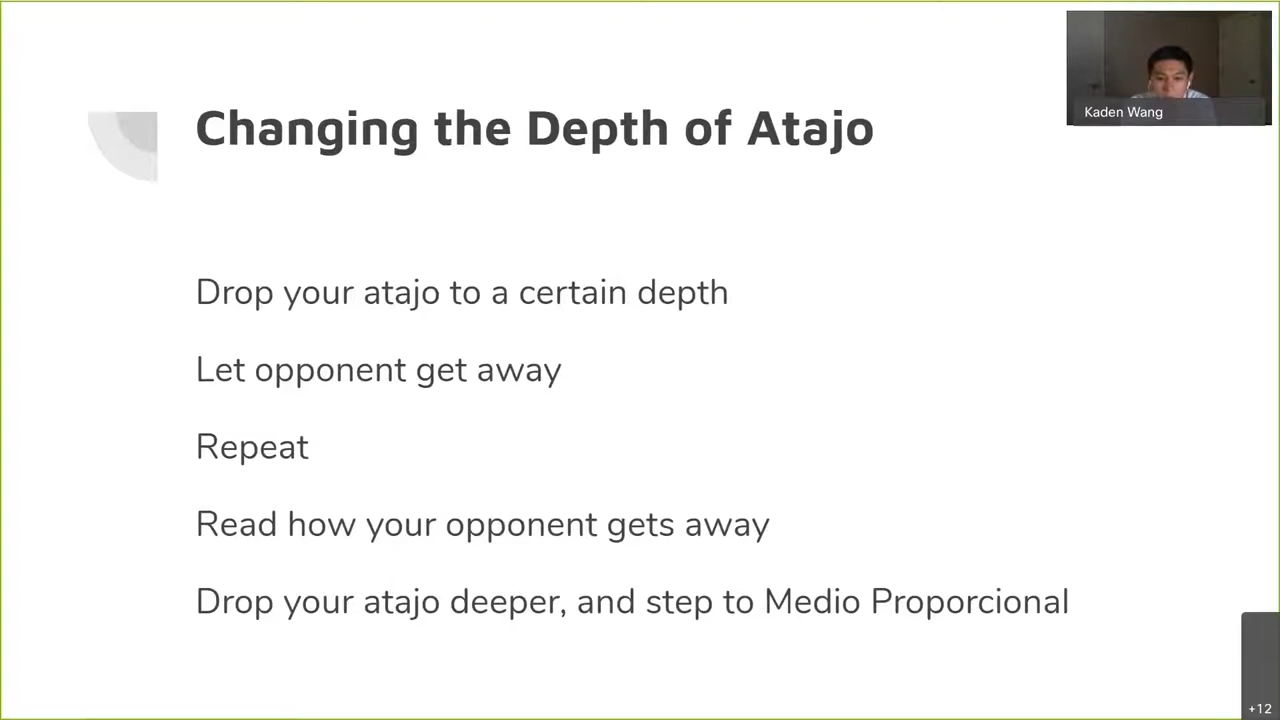 Changing the Depth of Atajo
Kaden Wang
Drop your atajo to a certain depth
Let opponent get away
Repeat
Read how your opponent gets away
Drop your atajo deeper, and step to Medio Proporcional
+12